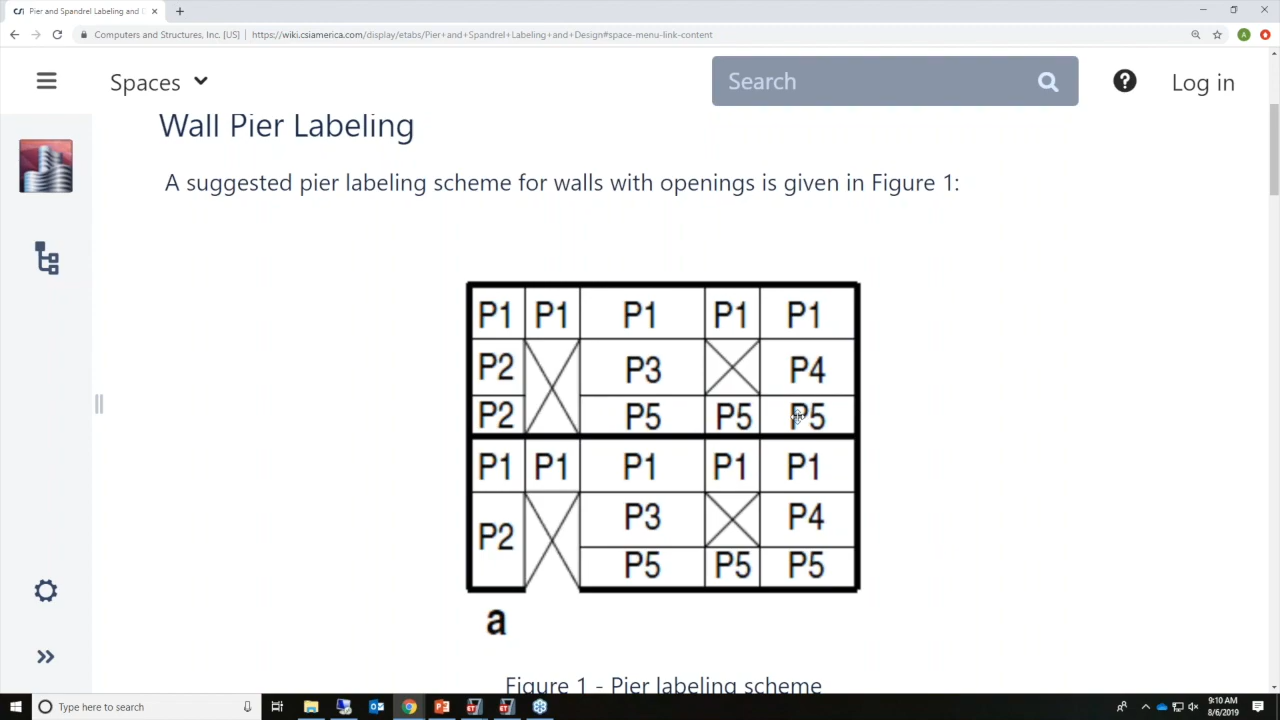 Pier and Spandrel Labeling and D
Computers and Structures, Inc. [US] | https://wiki.csiamerica.com/display/etabs/Pier+and+Spandrel+Labeling+and+Design#space-menu-link-content
Spaces
Search
Log in
Wall Pier Labeling
A suggested pier labeling scheme for walls with openings is given in Figure 1:
P1 P1 P1 P1 P1
P2 P3 P4
P2 P5 P5 P5
P1 P1 P1 P1 P1
P2 P3 P4
P5 P5 P5
a
Figure 1 - Pier labeling scheme
Type here to search
9:10 AM
8/6/2019